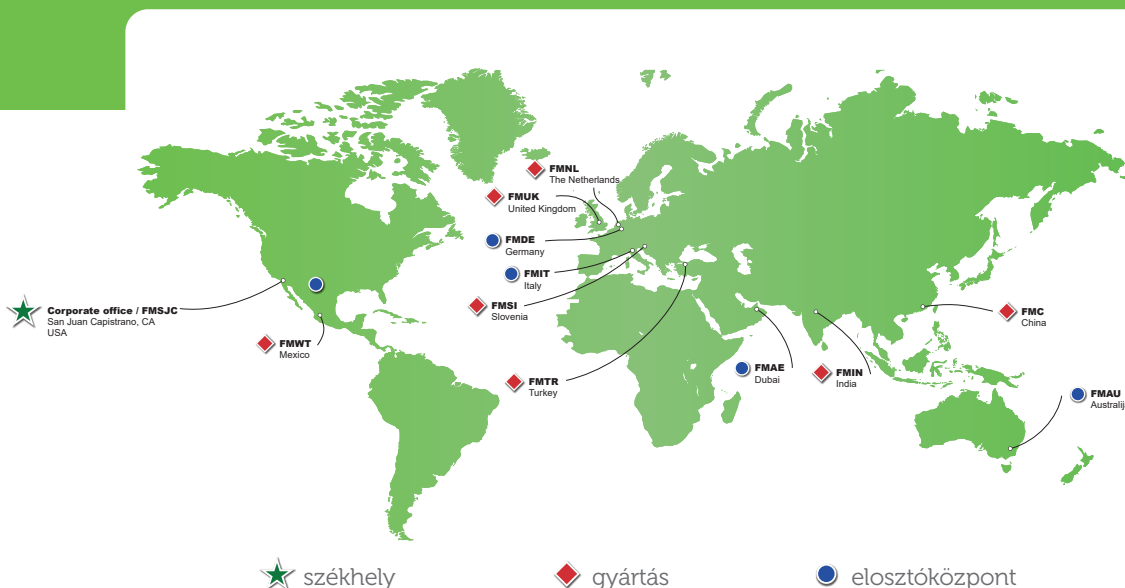 FMNL
The Netherlands
FMUK
United Kingdom
FMDE
Germany
FMIT
Italy
FMSI
Slovenia
Corporate office / FMSJC
San Juan Capistrano, CA
USA
FMWT
Mexico
FMTR
Turkey
FMAE
Dubai
FMIN
India
FMC
China
FMAU
Australija
székhely
gyártás
elosztóközpont